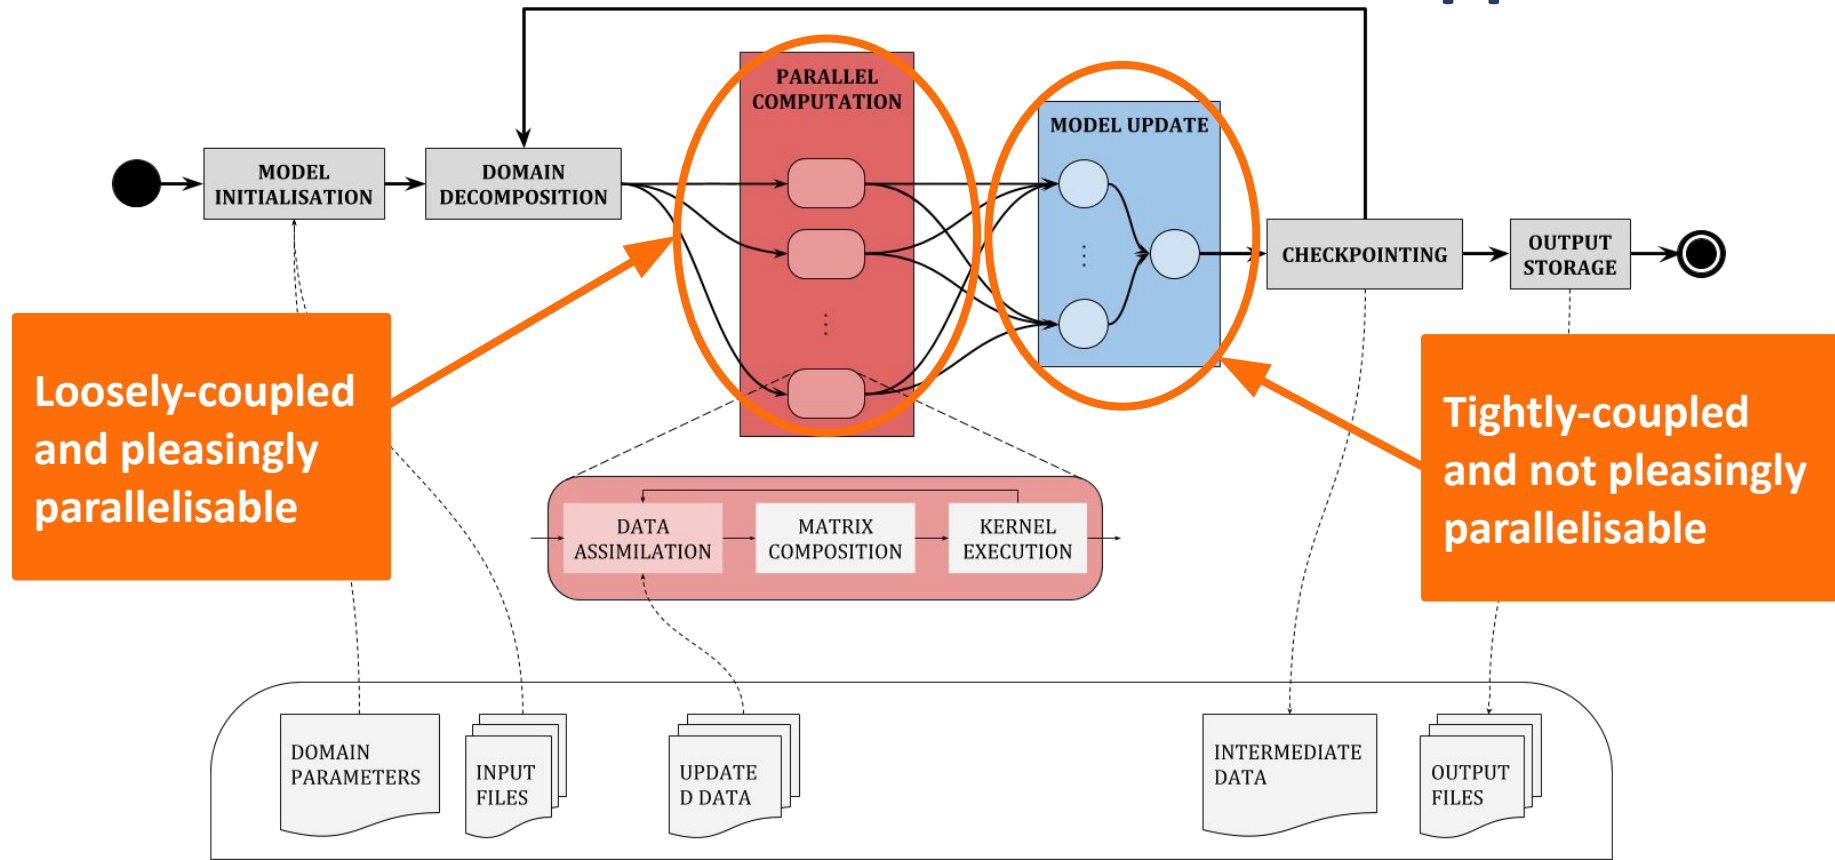 PARALLEL
COMPUTATION
MODEL UPDATE
MODEL
INITIALISATION
DOMAIN
DECOMPOSITION
CHECKPOINTING
OUTPUT
STORAGE
Loosely-coupled
and pleasingly
parallelisable
Tightly-coupled
and not pleasingly
parallelisable
DATA
ASSIMILATION
MATRIX
COMPOSITION
KERNEL
EXECUTION
DOMAIN
PARAMETERS
INPUT
FILES
UPDATE
D DATA
INTERMEDIATE
DATA
OUTPUT
FILES